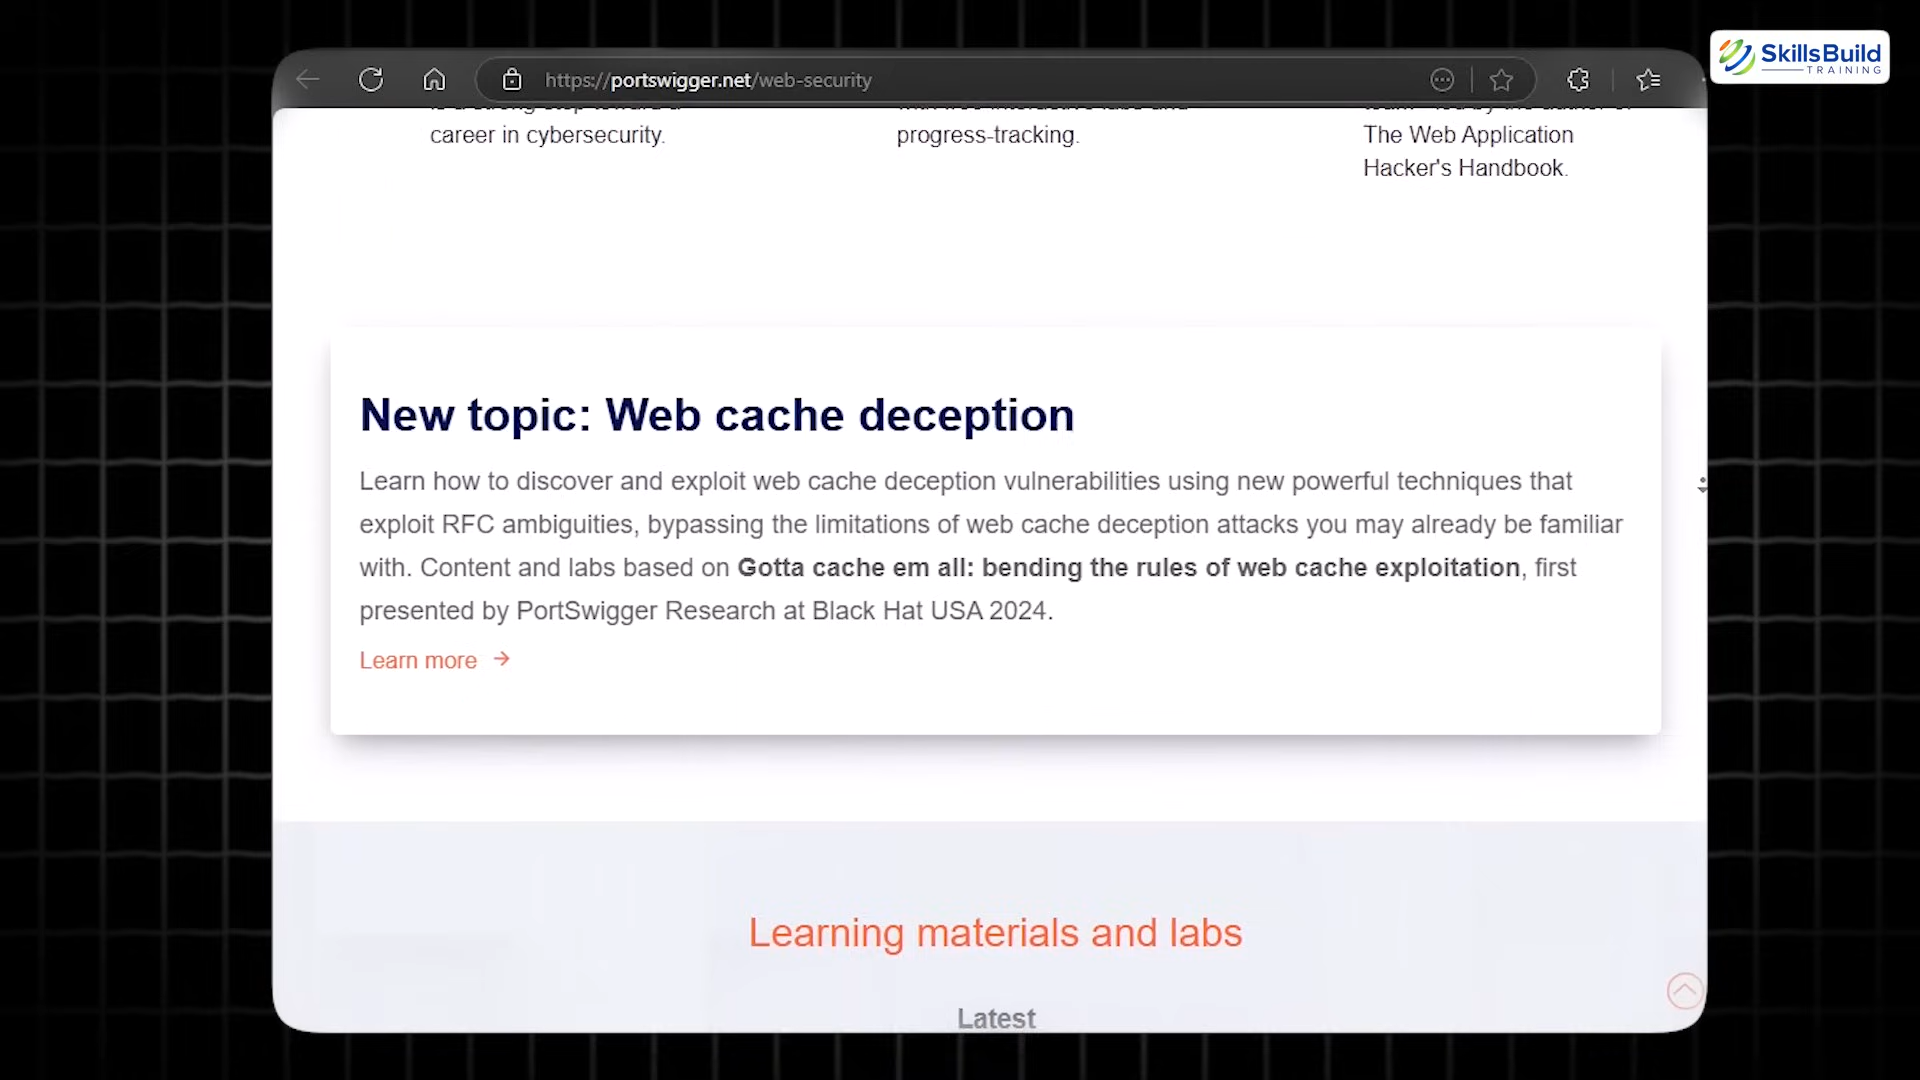 SkillsBuild
TRAINING
https://portswigger.net/web-security
career in cybersecurity.
progress-tracking.
The Web Application
Hacker's Handbook.
New topic: Web cache deception
Learn how to discover and exploit web cache deception vulnerabilities using new powerful techniques that
exploit RFC ambiguities, bypassing the limitations of web cache deception attacks you may already be familiar
with. Content and labs based on Gotta cache em all: bending the rules of web cache exploitation, first
presented by PortSwigger Research at Black Hat USA 2024.
Learn more →
Learning materials and labs
Latest